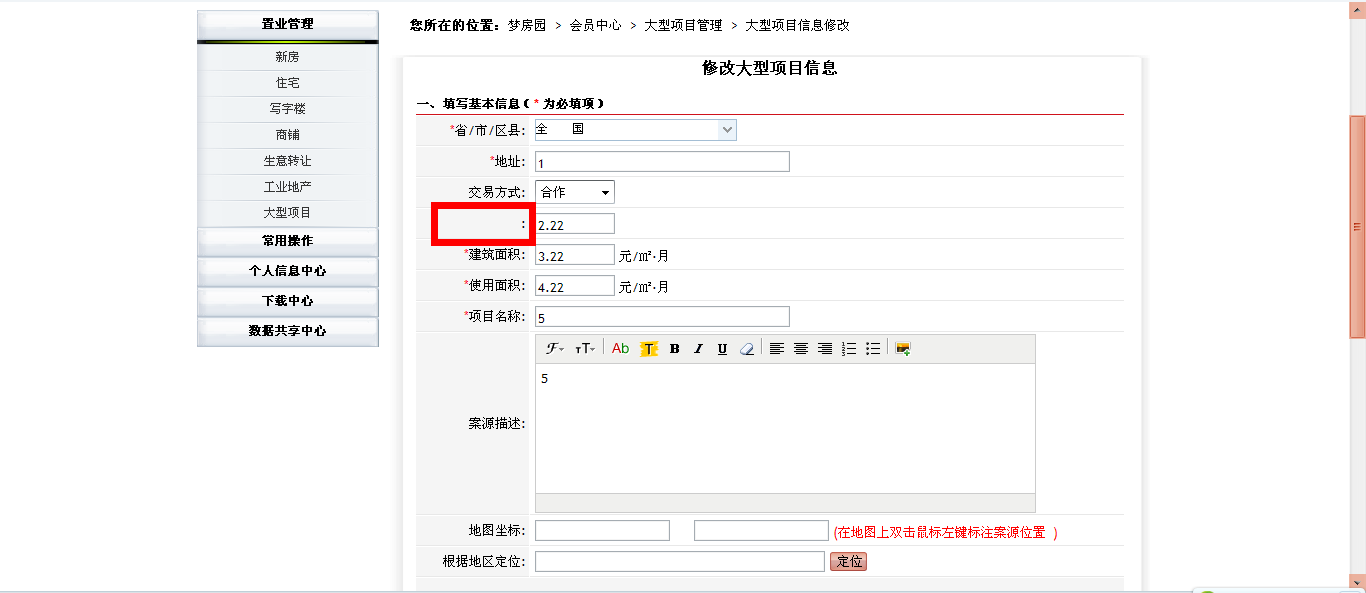 置业管理
新房
住宅
写字楼
商铺
生意转让
工业地产
大型项目
常用操作
个人信息中心
下载中心
数据共享中心
您所在的位置：梦房园 > 会员中心 > 大型项目管理 > 大型项目信息修改
修改大型项目信息
一、填写基本信息（* 为必填项）
*省/市/区县: 全 国
*地址: 1
交易方式: 合作
: 2.22
*建筑面积: 3.22 元/㎡·月
*使用面积: 4.22 元/㎡·月
*项目名称: 5
ℱ TT Ab T B I U
案源描述: 5
地图坐标: (在地图上双击鼠标左键标注案源位置 )
根据地区定位: 定位